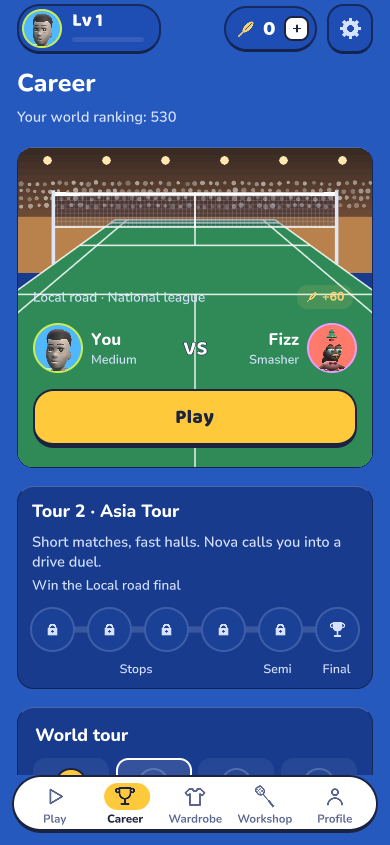 Lv 1
0
+
Career
Your world ranking: 530
Local road · National league
+60
You
Medium
VS
Fizz
Smasher
Play
Tour 2 · Asia Tour
Short matches, fast halls. Nova calls you into a
drive duel.
Win the Local road final
Stops
Semi
Final
World tour
Play
Career
Wardrobe
Workshop
Profile